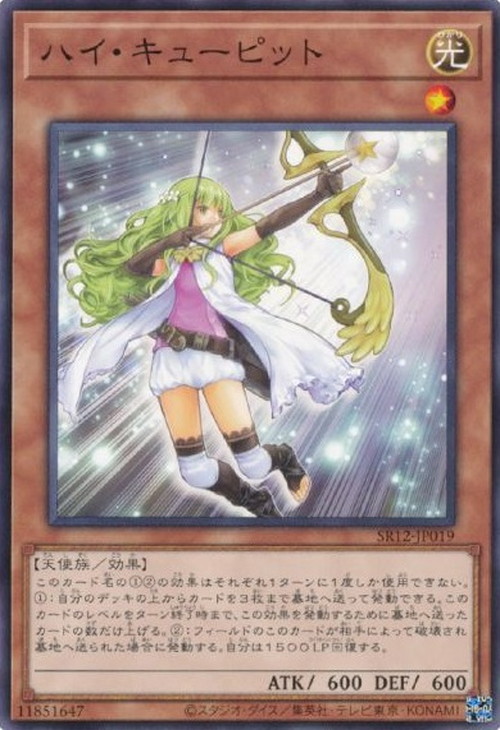 ハイ・キューピット
光
SR12-JP019
【天使族／効果】
このカード名の①②の効果はそれぞれ1ターンに1度しか使用できない。
①：自分のデッキの上からカードを3枚まで墓地へ送って発動できる。この
カードのレベルをターン終了時まで、この効果を発動するために墓地へ送った
カードの数だけ上げる。②：フィールドのこのカードが相手によって破壊され
墓地へ送られた場合に発動する。自分は1500LP回復する。
ATK/ 600 DEF/ 600
11851647
©スタジオ・ダイス／集英社・テレビ東京・KONAMI